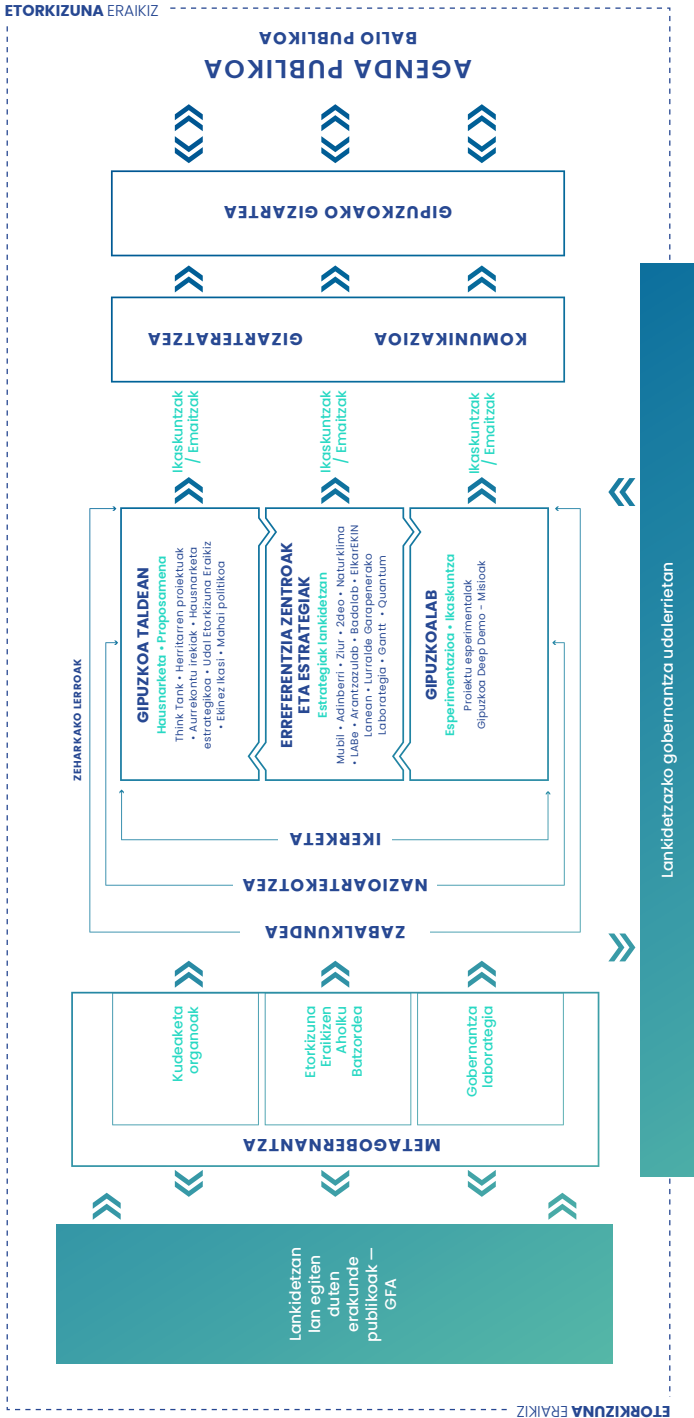 ETORKIZUNA ERAIKIZ
BALIO PUBLIKOA
AGENDA PUBLIKOA
GIPUZKOAKO GIZARTEA
GIZARTERATZEA
KOMUNIKAZIOA
Ikaskuntzak
/ Emaitzak
Ikaskuntzak
/ Emaitzak
Ikaskuntzak
/ Emaitzak
ZEHARKAKO LERROAK
GIPUZKOA TALDEAN
Hausnarketa • Proposamena
Think Tank • Herritarren proiektuak
• Aurrekontu irekiak • Hausnarketa
estrategikoa • Udal Etorkizuna Eraikiz
• Ekinez Ikasi • Mahai politikoa
ERREFERENTZIA ZENTROAK
ETA ESTRATEGIAK
Estrategiak lankidetzan
Mubil • Adinberri • Ziur • 2deo • Naturklima
• LABe • Arantzazulab • Badalab • ElkarEKIN
Lanean • Lurralde Garapenerako
Laborategia • Gantt • Quantum
GIPUZKOALAB
Esperimentazioa • Ikaskuntza
Proiektu esperimentalak
Gipuzkoa Deep Demo – Misioak
IKERKETA
NAZIOARTEKOTZEA
ZABALKUNDEA
Kudeaketa
organoak
Etorkizuna
Eraikizen
Aholku
Batzordea
Gobernantza
laborategia
METAGOBERNANTZA
Lankidetzan
lan egiten
duten
erakunde
publikoak —
GFA
Lankidetzazko gobernantza udalerrietan
ETORKIZUNA ERAIKIZ